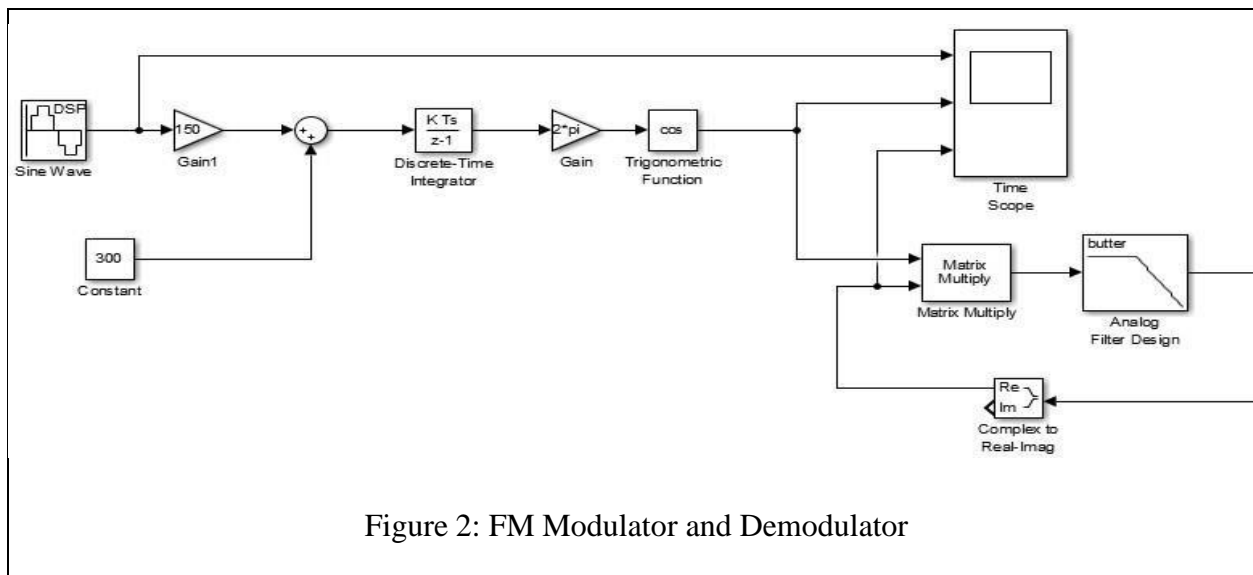 DSP
Sine Wave
150
Gain1
+
+
300
Constant
K Ts
z-1
Discrete-Time
Integrator
2*pi
Gain
cos
Trigonometric
Function
Time
Scope
Matrix
Multiply
Matrix Multiply
butter
Analog
Filter Design
Re
Im
Complex to
Real-Imag
Figure 2: FM Modulator and Demodulator